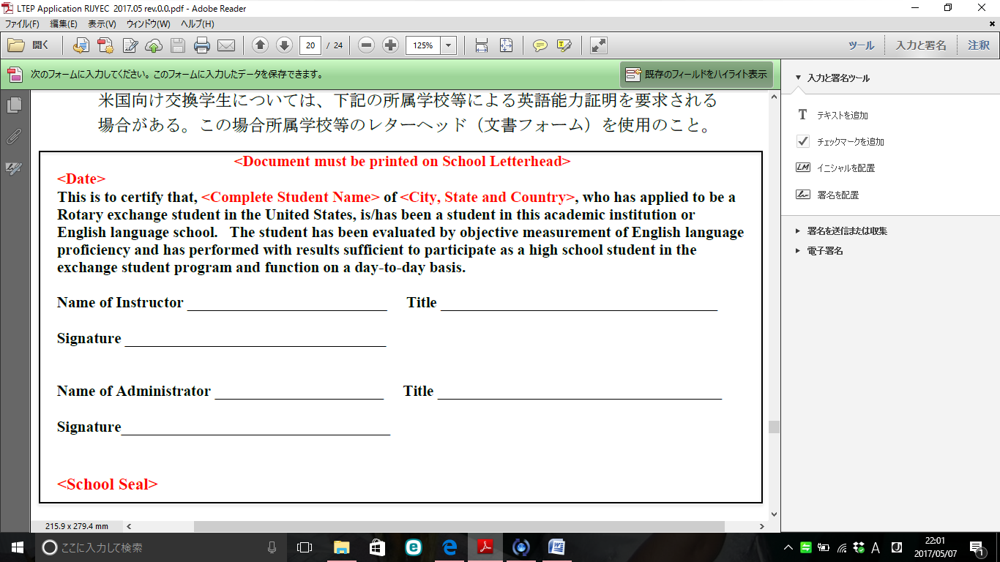 LTEP Application RIJYEC 2017.05 rev.0.0.pdf - Adobe Reader
ファイル(F) 編集(E) 表示(V) ウィンドウ(W) ヘルプ(H)
開く 20 / 24 125% ツール 入力と署名 注釈
次のフォームに入力してください。このフォームに入力したデータを保存できます。 既存のフィールドをハイライト表示
入力と署名ツール
T テキストを追加
チェックマークを追加
LM イニシャルを配置
署名を配置
署名を送信または収集
電子署名
米国向け交換学生については、下記の所属学校等による英語能力証明を要求される
場合がある。この場合所属学校等のレターヘッド（文書フォーム）を使用のこと。
<Document must be printed on School Letterhead>
<Date>
This is to certify that, <Complete Student Name> of <City, State and Country>, who has applied to be a
Rotary exchange student in the United States, is/has been a student in this academic institution or
English language school. The student has been evaluated by objective measurement of English language
proficiency and has performed with results sufficient to participate as a high school student in the
exchange student program and function on a day-to-day basis.
Name of Instructor ____________________ Title ____________________
Signature ____________________
Name of Administrator ____________________ Title ____________________
Signature____________________
<School Seal>
215.9 x 279.4 mm
ここに入力して検索 A 22:01
2017/05/07 1